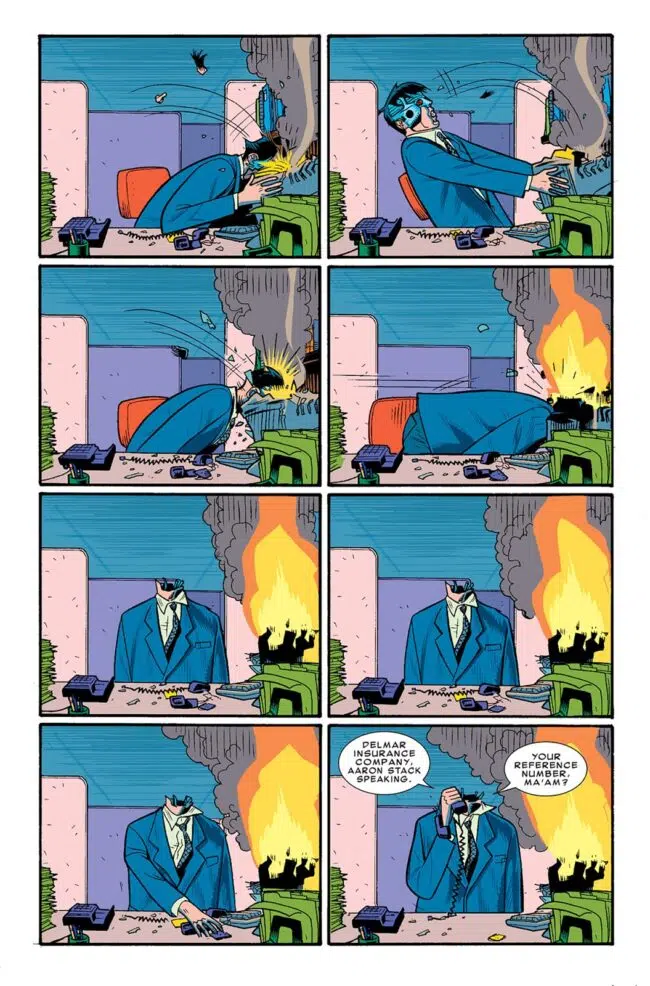 DELMAR
INSURANCE
COMPANY,
AARON STACK
SPEAKING.
YOUR
REFERENCE
NUMBER,
MA'AM?